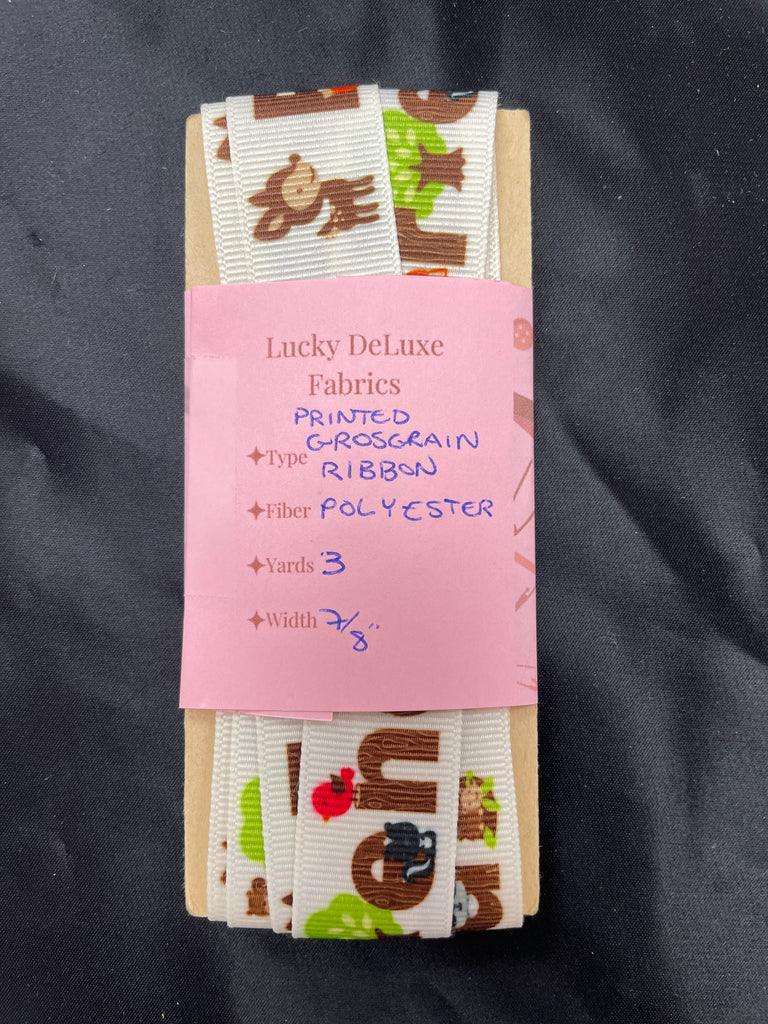 Lucky DeLuxe
Fabrics
PRINTED
GROSGRAIN
✦Type RIBBON
✦Fiber POLYESTER
✦Yards 3
✦Width 7/8"
n
e